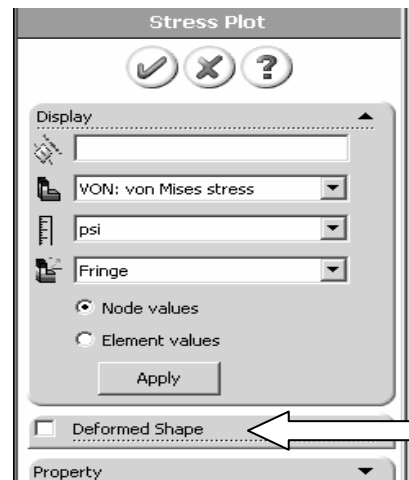 Stress Plot
?
Display
VON: von Mises stress
psi
Fringe
Node values
Element values
Apply
Deformed Shape
Property